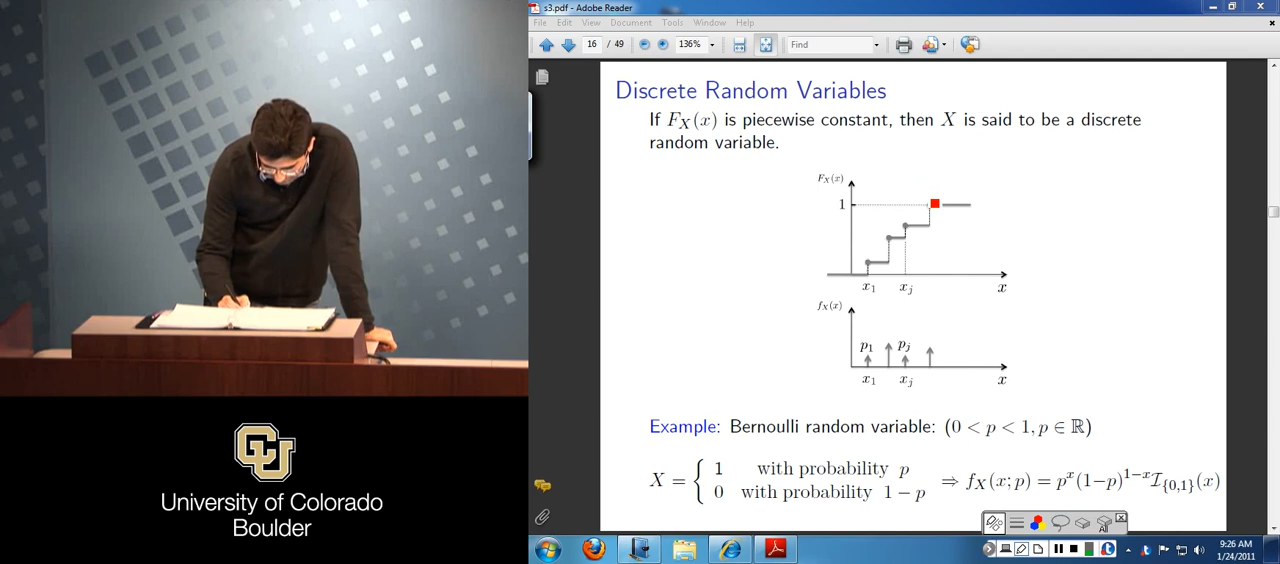 s3.pdf - Adobe Reader
File Edit View Document Tools Window Help
16 / 49 136% Find
Discrete Random Variables
If F_X(x) is piecewise constant, then X is said to be a discrete
random variable.
F_X(x)
1
x_1 x_j x
f_X(x)
p_1 p_j
x_1 x_j x
Example: Bernoulli random variable: (0 < p < 1, p ∈ ℝ)
X = { 1 with probability p
0 with probability 1 − p ⇒ f_X(x; p) = p^x(1−p)^{1−x} ℐ_{{0,1}}(x)
All
9:26 AM
1/24/2011
CU
University of Colorado
Boulder